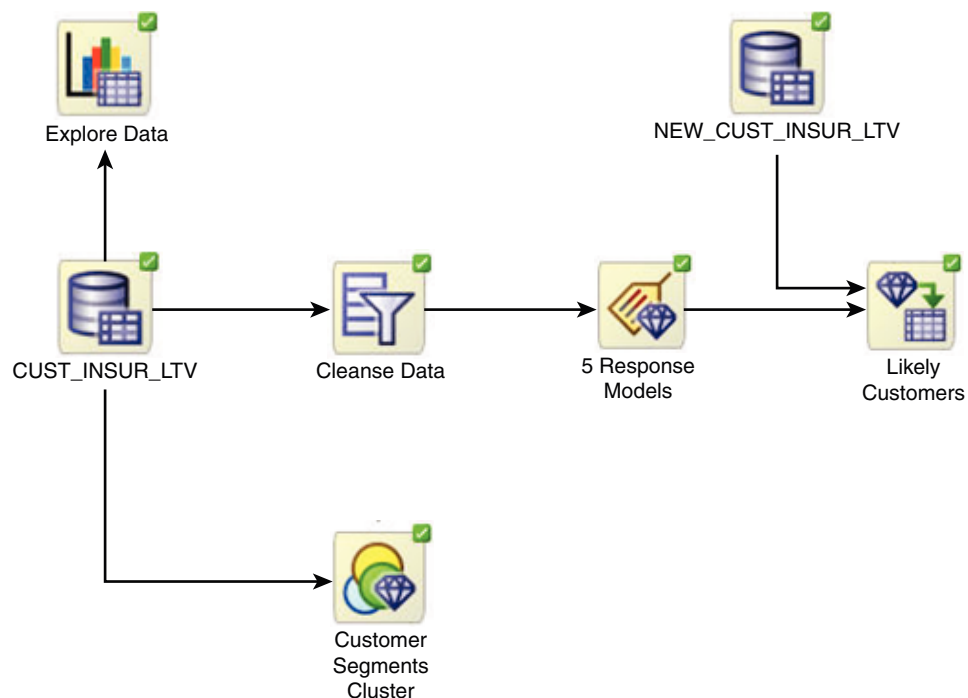 Explore Data
NEW_CUST_INSUR_LTV
CUST_INSUR_LTV
Cleanse Data
5 Response
Models
Likely
Customers
Customer
Segments
Cluster